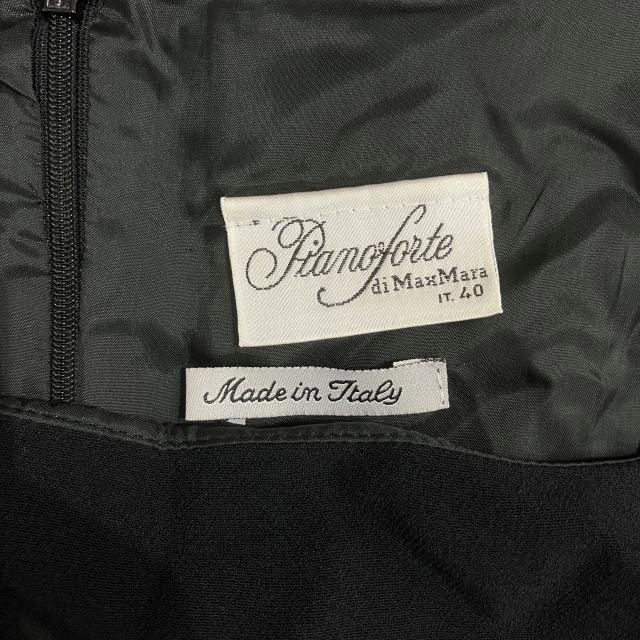 Pianoforte
di MaxMara
IT. 40
Made in Italy